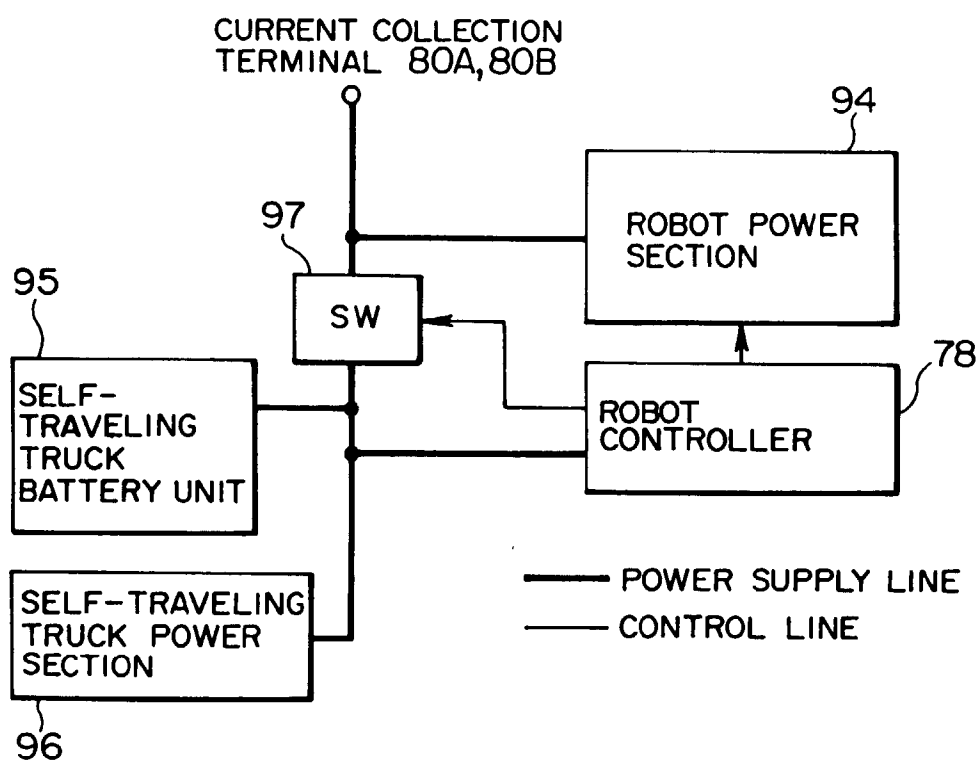 CURRENT COLLECTION
TERMINAL 80A, 80B
94
ROBOT POWER
SECTION
97
SW
95
SELF-
TRAVELING
TRUCK
BATTERY UNIT
78
ROBOT
CONTROLLER
SELF-TRAVELING
TRUCK POWER
SECTION
96
POWER SUPPLY LINE
CONTROL LINE